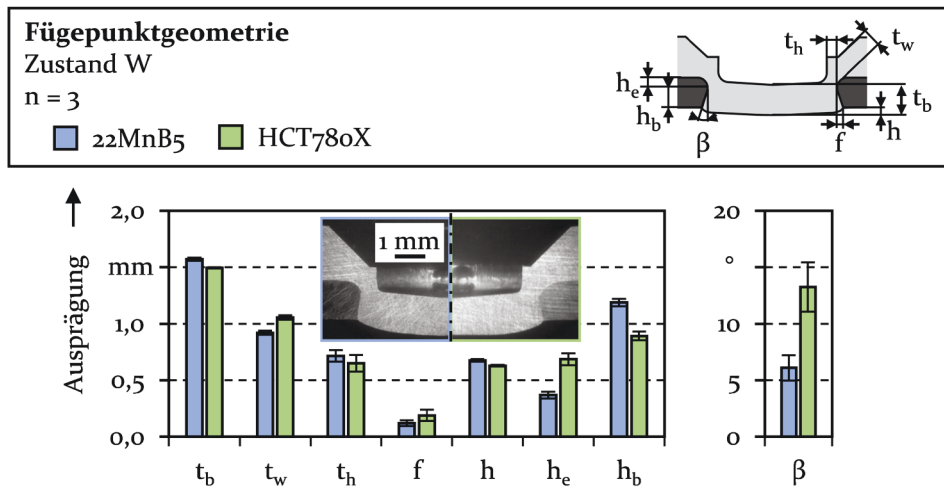 Fügepunktgeometrie
Zustand W
n = 3
22MnB5 HCT780X
t_h t_w
h_e t_b
h_b h
β f
Ausprägung
2,0
mm
1,0
0,5
0,0
1 mm
t_b t_w t_h f h h_e h_b
20
°
10
5
0
β